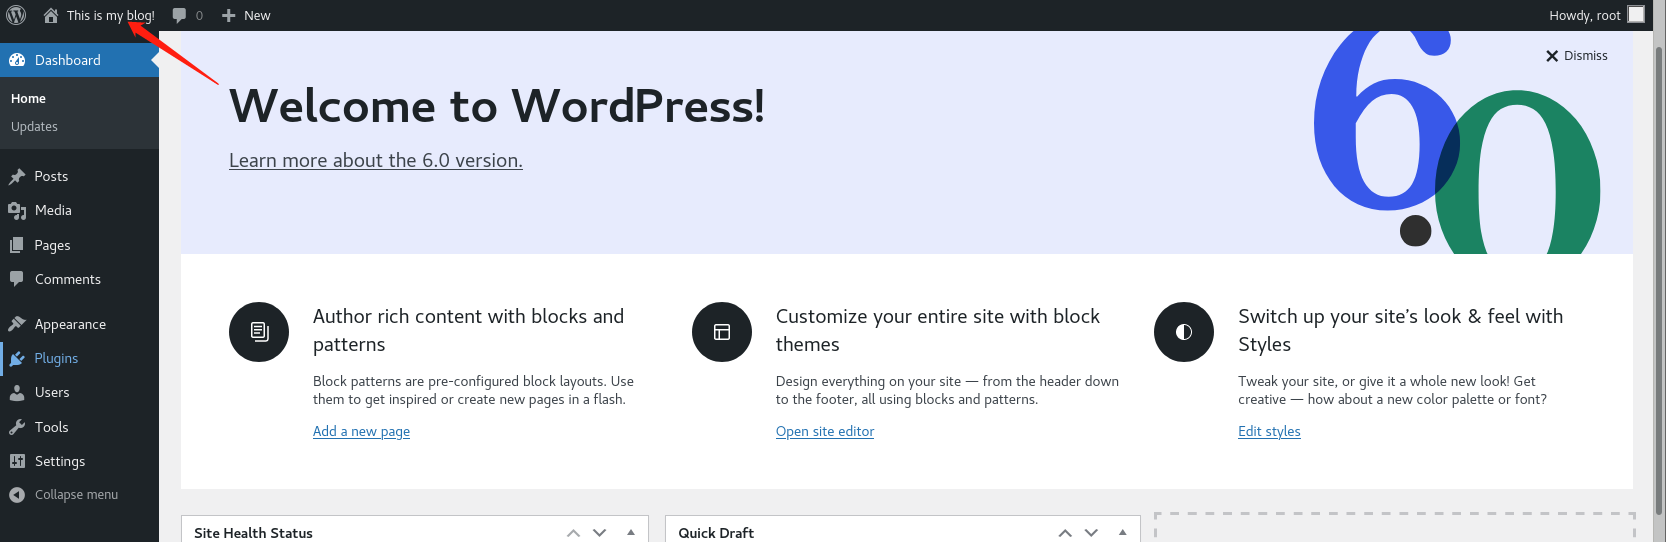 This is my blog!
0
New
Howdy, root
Dashboard
Home
Updates
Posts
Media
Pages
Comments
Appearance
Plugins
Users
Tools
Settings
Collapse menu
Dismiss
Welcome to WordPress!
Learn more about the 6.0 version.
6.0
Author rich content with blocks and
patterns
Block patterns are pre-configured block layouts. Use
them to get inspired or create new pages in a flash.
Add a new page
Customize your entire site with block
themes
Design everything on your site — from the header down
to the footer, all using blocks and patterns.
Open site editor
Switch up your site’s look & feel with
Styles
Tweak your site, or give it a whole new look! Get
creative — how about a new color palette or font?
Edit styles
Site Health Status
Quick Draft